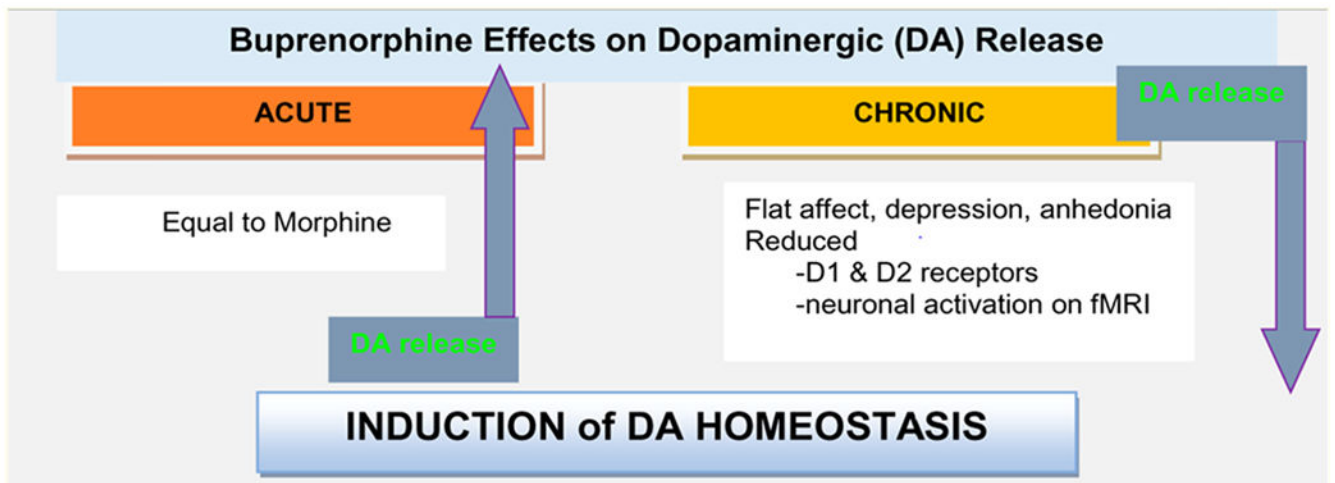 Buprenorphine Effects on Dopaminergic (DA) Release
ACUTE
Equal to Morphine
DA release
CHRONIC
DA release
Flat affect, depression, anhedonia
Reduced
-D1 & D2 receptors
-neuronal activation on fMRI
INDUCTION of DA HOMEOSTASIS